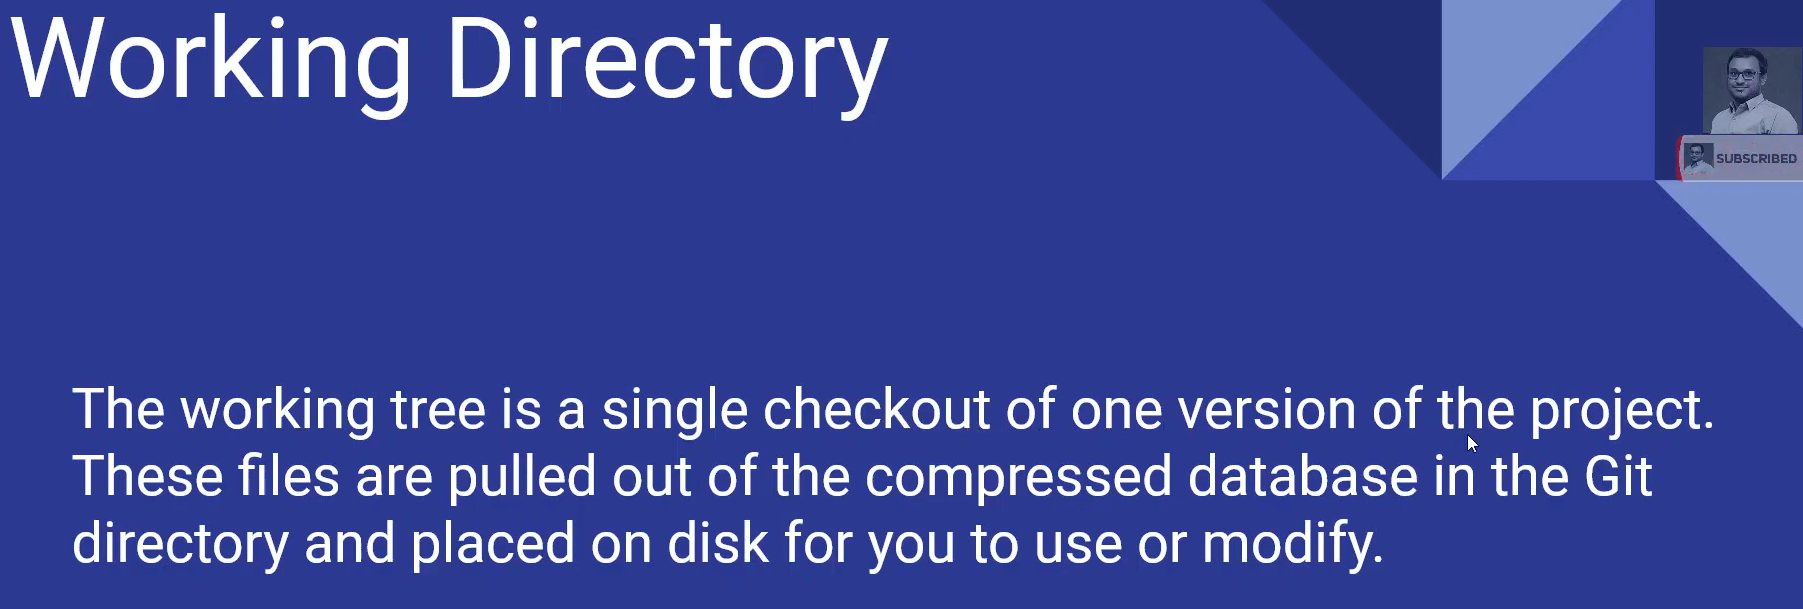 Working Directory
SUBSCRIBED
The working tree is a single checkout of one version of the project.
These files are pulled out of the compressed database in the Git
directory and placed on disk for you to use or modify.